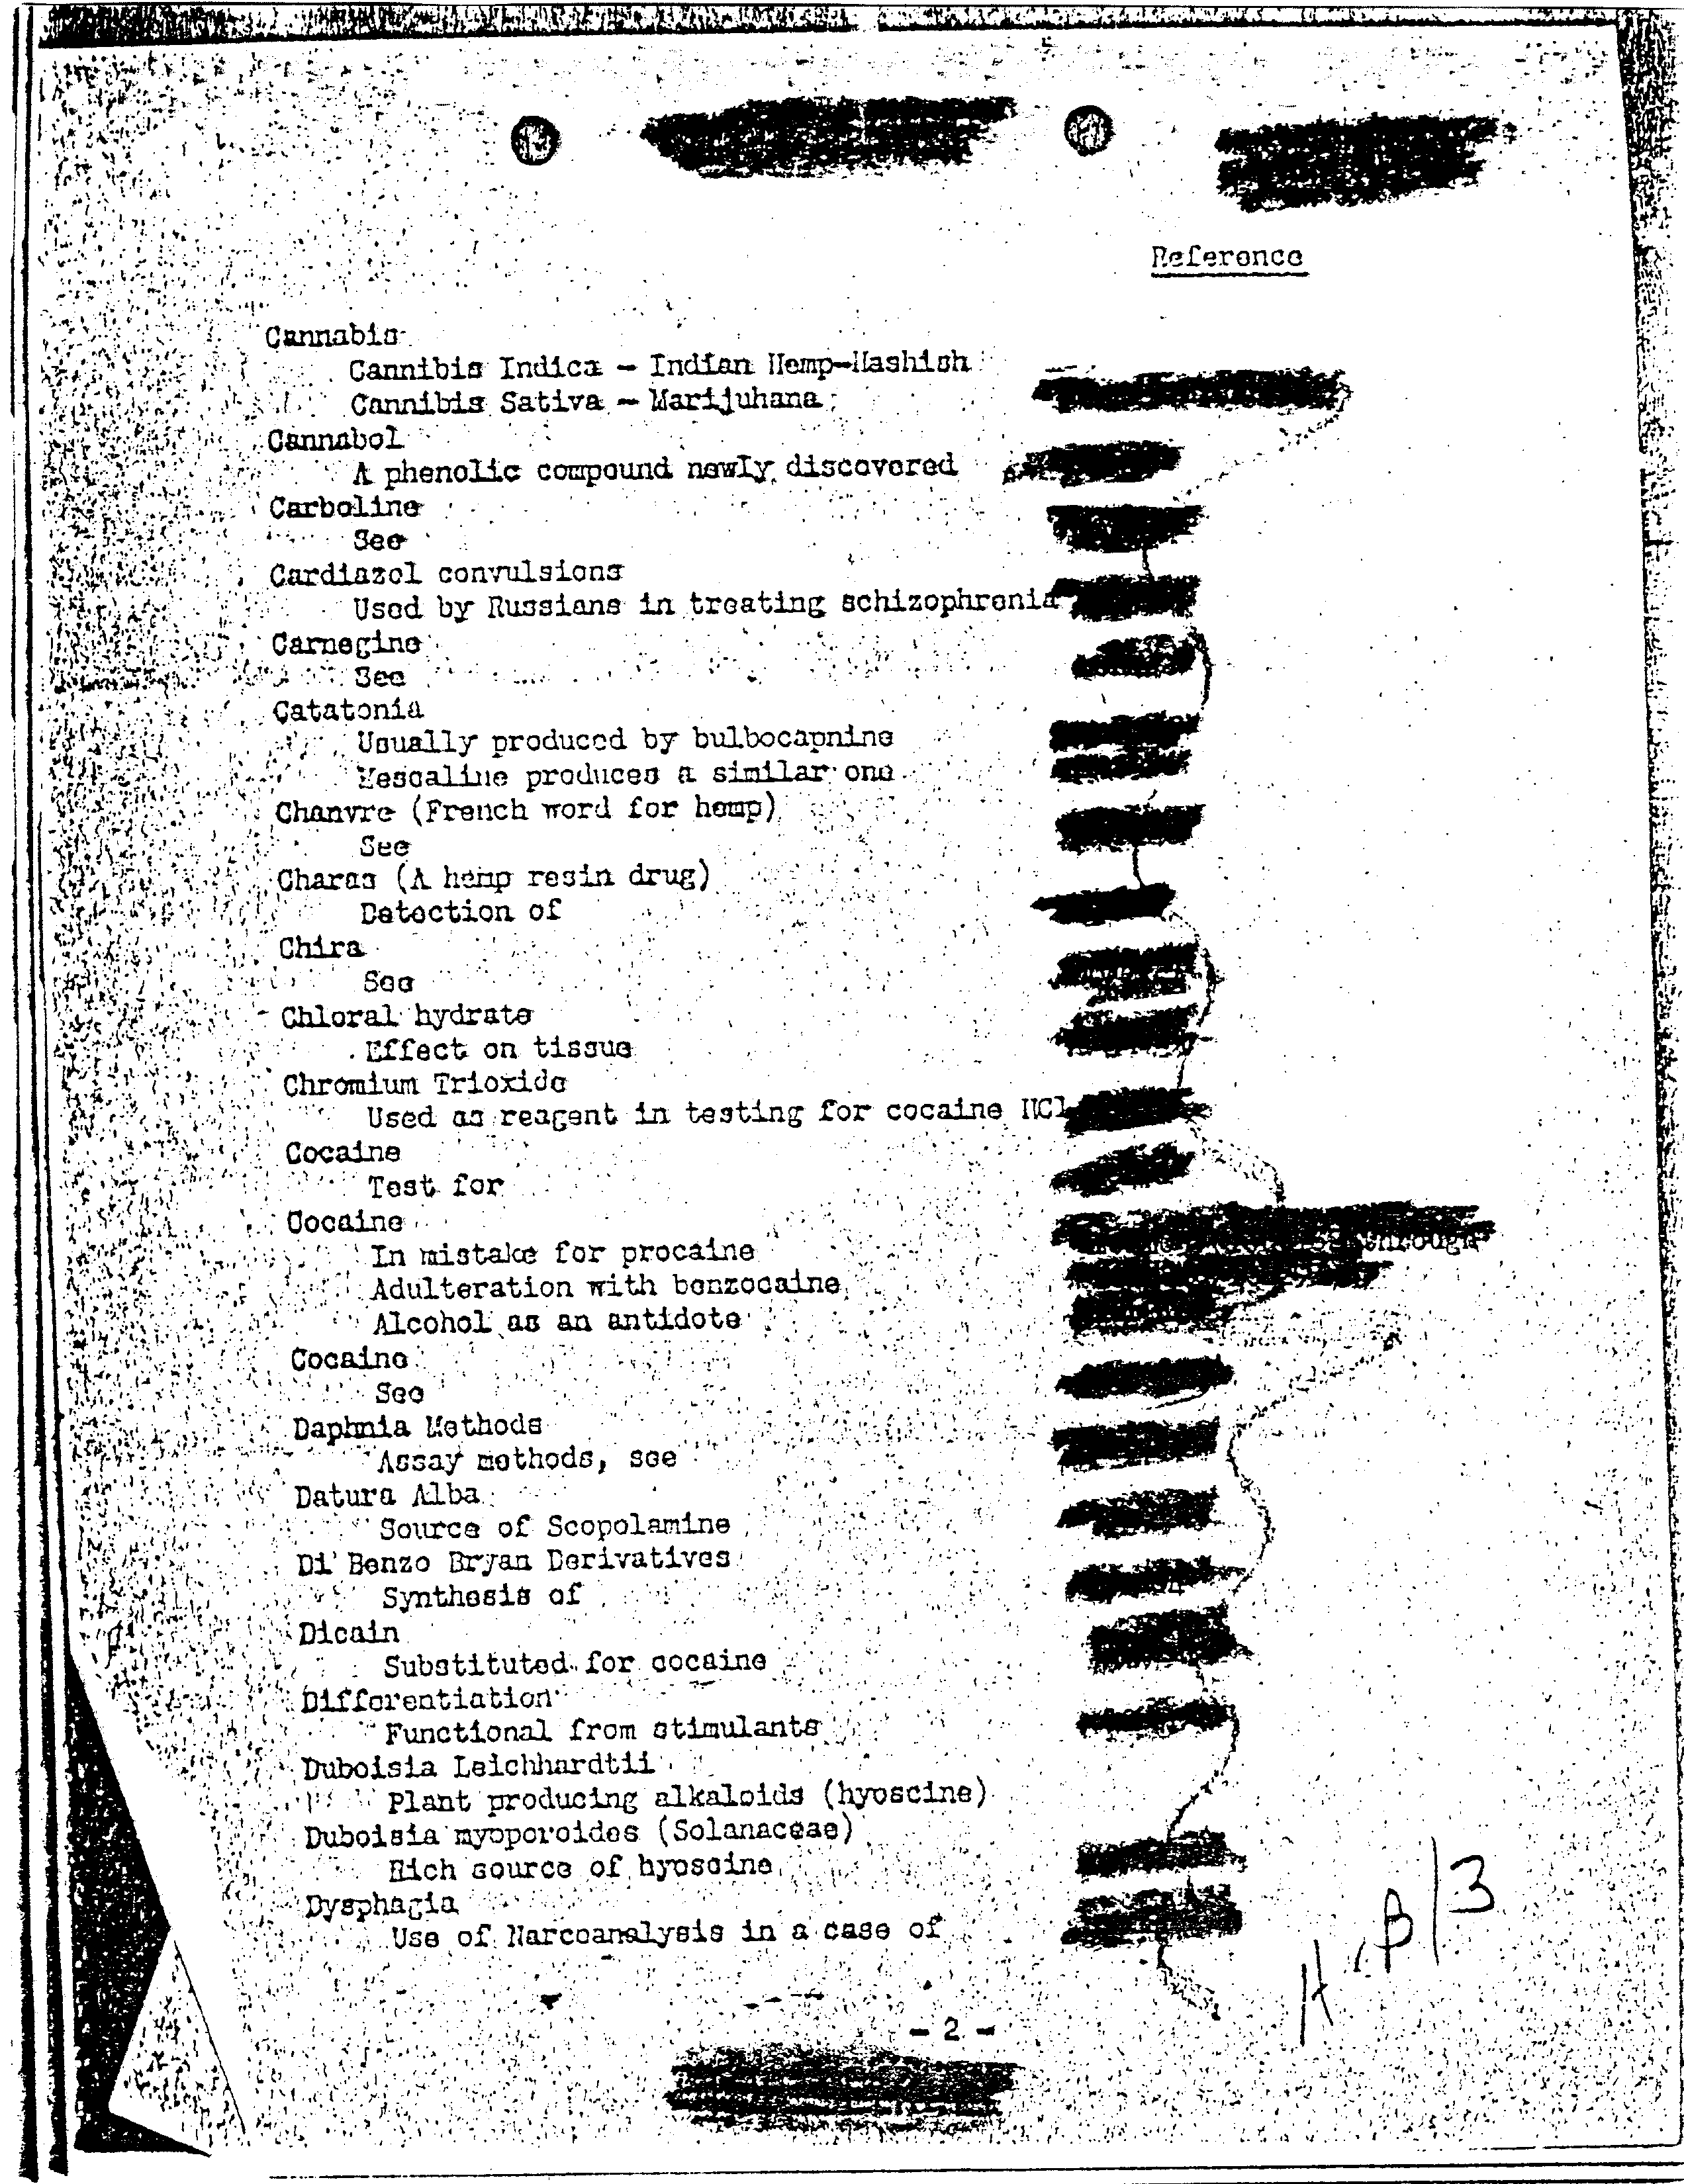 Reference
Cannabis
Cannibis Indica - Indian Hemp-Hashish
Cannibis Sativa - Marijuhana
Cannabol
A phenolic compound newly discovered
Carboline
See
Cardiazol convulsions
Used by Russians in treating schizophrenia
Carnegine
See
Catatonia
Usually produced by bulbocapnine
Mescaline produces a similar one
Chanvre (French word for hemp)
See
Charas (A hemp resin drug)
Detection of
Chira
See
Chloral hydrate
Effect on tissue
Chromium Trioxide
Used as reagent in testing for cocaine HCl
Cocaine
Test for
Cocaine
through
In mistake for procaine
Adulteration with benzocaine
Alcohol as an antidote
Cocaine
See
Daphnia Methods
Assay methods, see
Datura Alba
Source of Scopolamine
Di Benzo Bryan Derivatives
Synthesis of
Dicain
Substituted for cocaine
Differentiation
Functional from stimulants
Duboisia Leichhardtii
Plant producing alkaloids (hyoscine)
Duboisia myoporoides (Solanaceae)
Rich source of hyoscine
Dysphagia
Use of Narcoanalysis in a case of
- 2 -